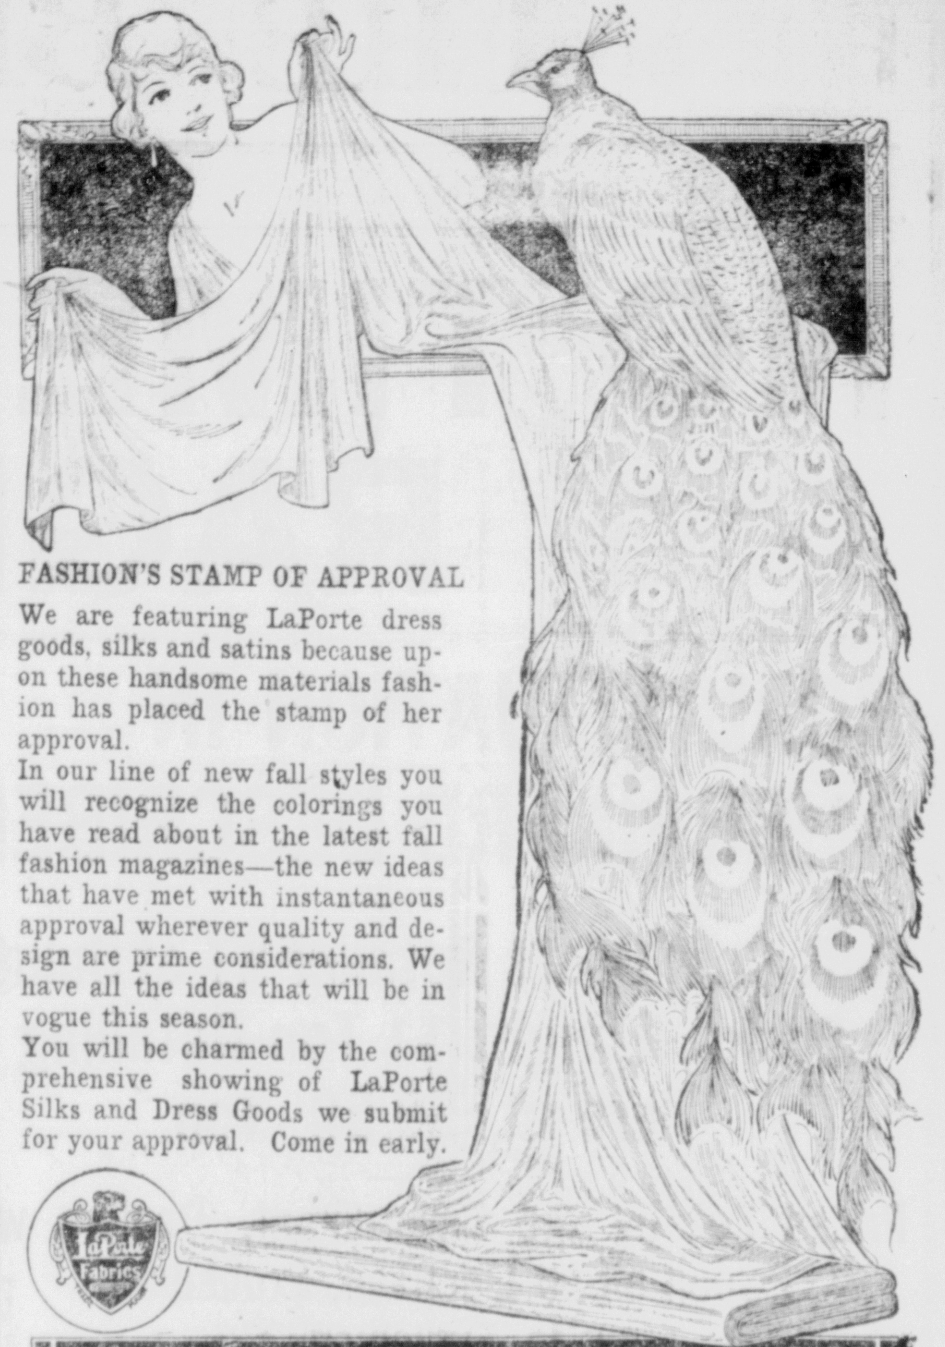 FASHION'S STAMP OF APPROVAL
We are featuring LaPorte dress
goods, silks and satins because up-
on these handsome materials fash-
ion has placed the stamp of her
approval.
In our line of new fall styles you
will recognize the colorings you
have read about in the latest fall
fashion magazines—the new ideas
that have met with instantaneous
approval wherever quality and de-
sign are prime considerations. We
have all the ideas that will be in
vogue this season.
You will be charmed by the com-
prehensive showing of LaPorte
Silks and Dress Goods we submit
for your approval. Come in early.
LaPorte
Fabrics